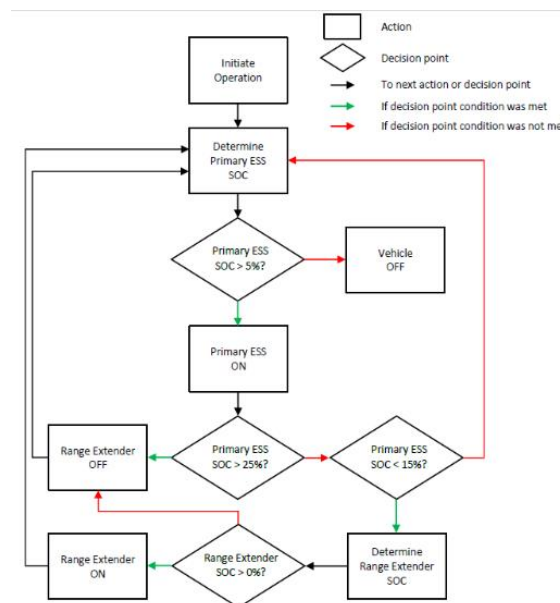 Action
Initiate
Operation
Decision point
To next action or decision point
If decision point condition was met
If decision point condition was not me
Determine
Primary ESS
SOC
Primary ESS
SOC > 5%?
Vehicle
OFF
Primary ESS
ON
Range Extender
OFF
Primary ESS
SOC > 25%?
Primary ESS
SOC < 15%?
Range Extender
ON
Range Extender
SOC > 0%?
Determine
Range Extender
SOC